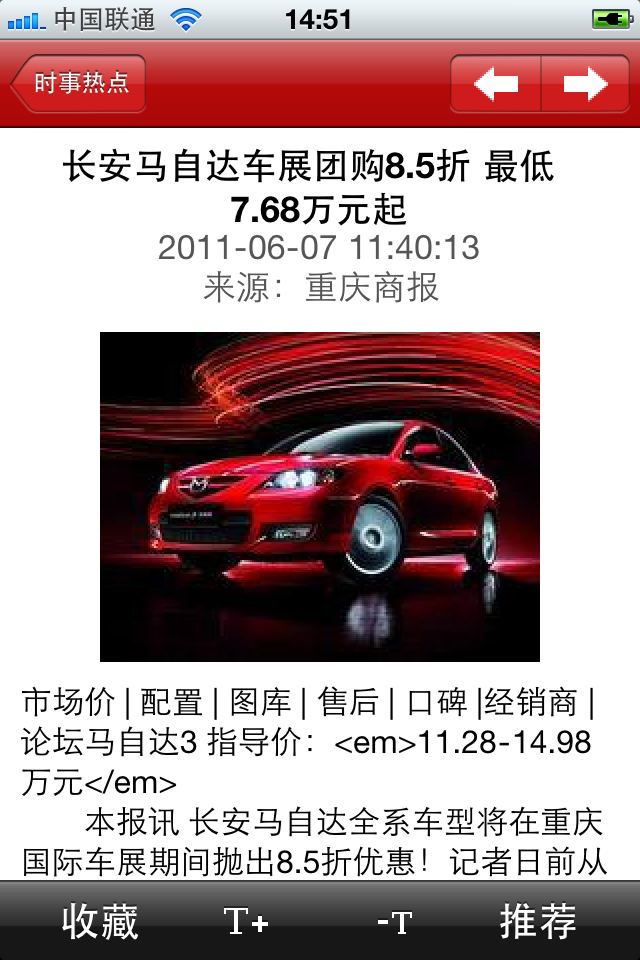 中国联通 14:51
时事热点
长安马自达车展团购8.5折 最低
7.68万元起
2011-06-07 11:40:13
来源：重庆商报
市场价 | 配置 | 图库 | 售后 | 口碑 |经销商 |
论坛马自达3 指导价：<em>11.28-14.98
万元</em>
本报讯 长安马自达全系车型将在重庆
国际车展期间抛出8.5折优惠！记者日前从
收藏 T+ -T 推荐